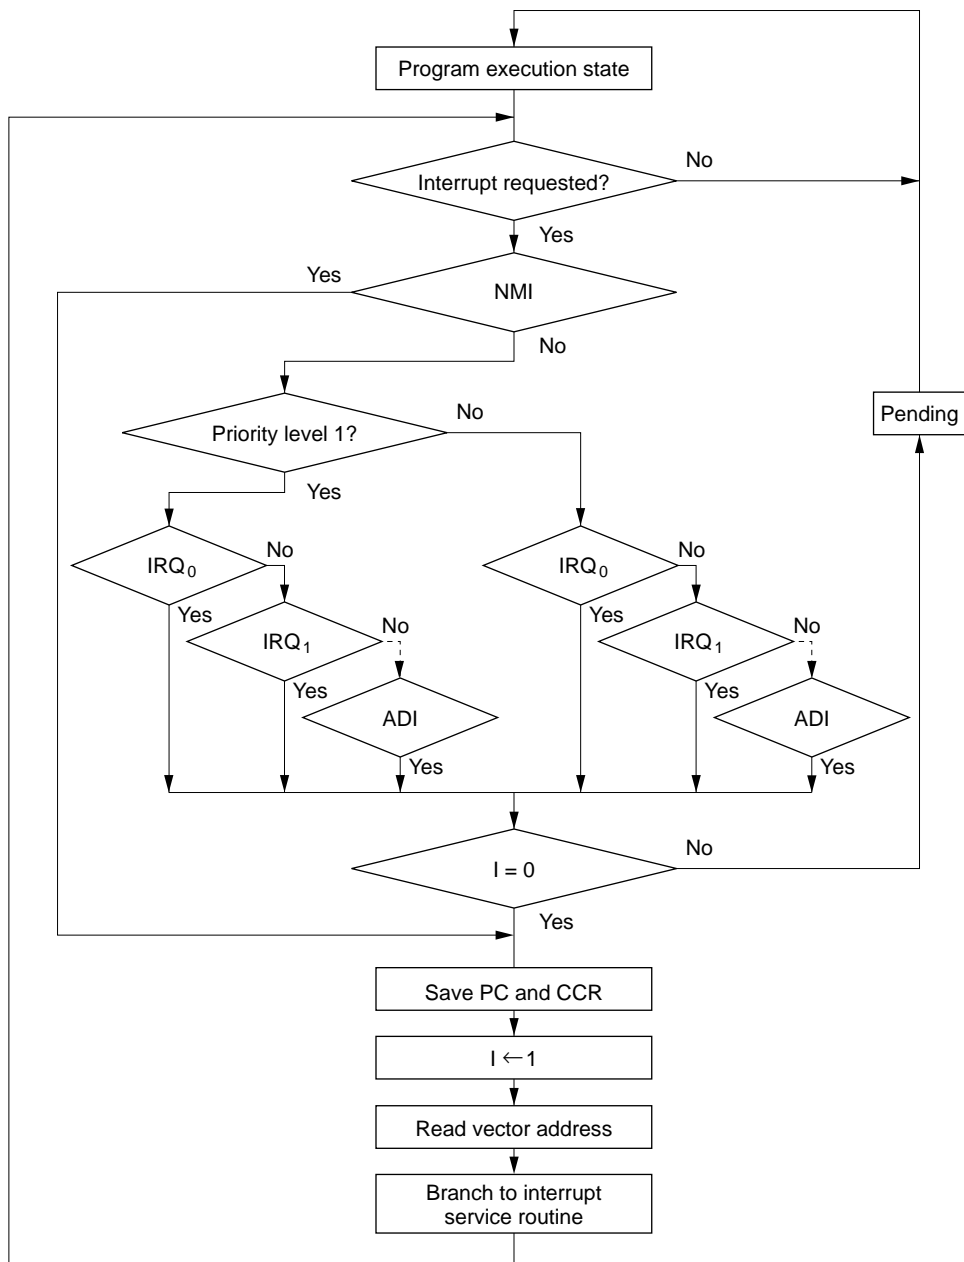 Program execution state
Interrupt requested?
No
Yes
Yes
NMI
No
Priority level 1?
No
Pending
Yes
IRQ0
No
IRQ0
No
Yes
IRQ1
No
Yes
IRQ1
No
Yes
ADI
Yes
ADI
Yes
Yes
I = 0
No
Yes
Save PC and CCR
I ← 1
Read vector address
Branch to interrupt
service routine